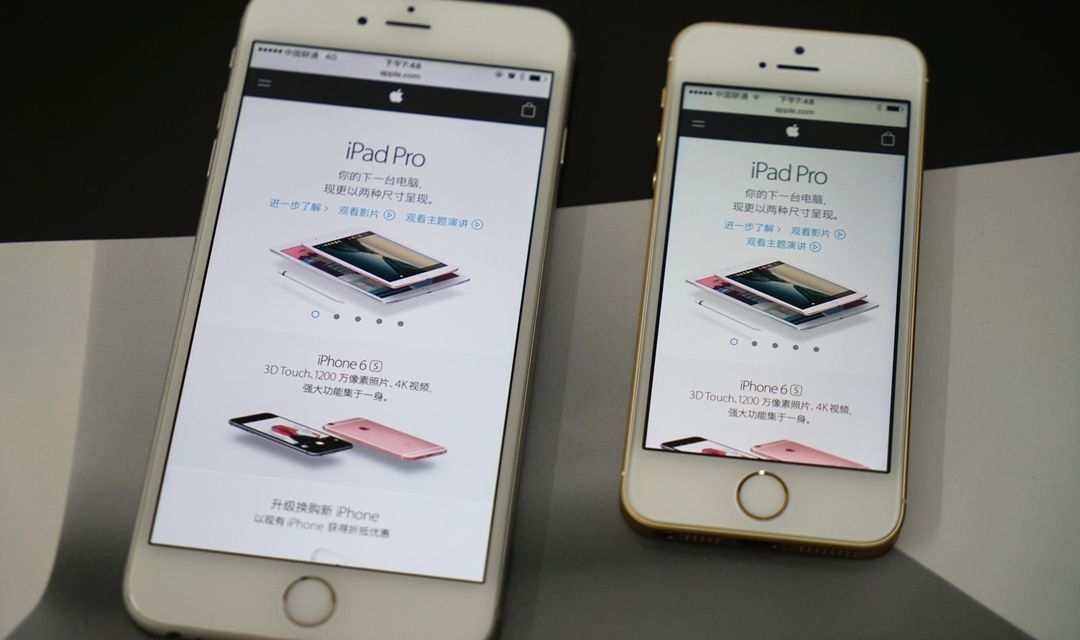 中国联通 4G
下午7:48
apple.com
iPad Pro
你的下一台电脑，
现更以两种尺寸呈现。
进一步了解 › 观看影片 观看主题演讲
iPhone 6S
3D Touch、1200 万像素照片、4K 视频，
强大功能集于一身。
升级换购新 iPhone
以现有 iPhone 获得折抵优惠
中国联通
下午7:48
apple.com
iPad Pro
你的下一台电脑，
现更以两种尺寸呈现。
进一步了解 › 观看影片
观看主题演讲
iPhone 6S
3D Touch、1200 万像素照片、4K 视频，
强大功能集于一身。